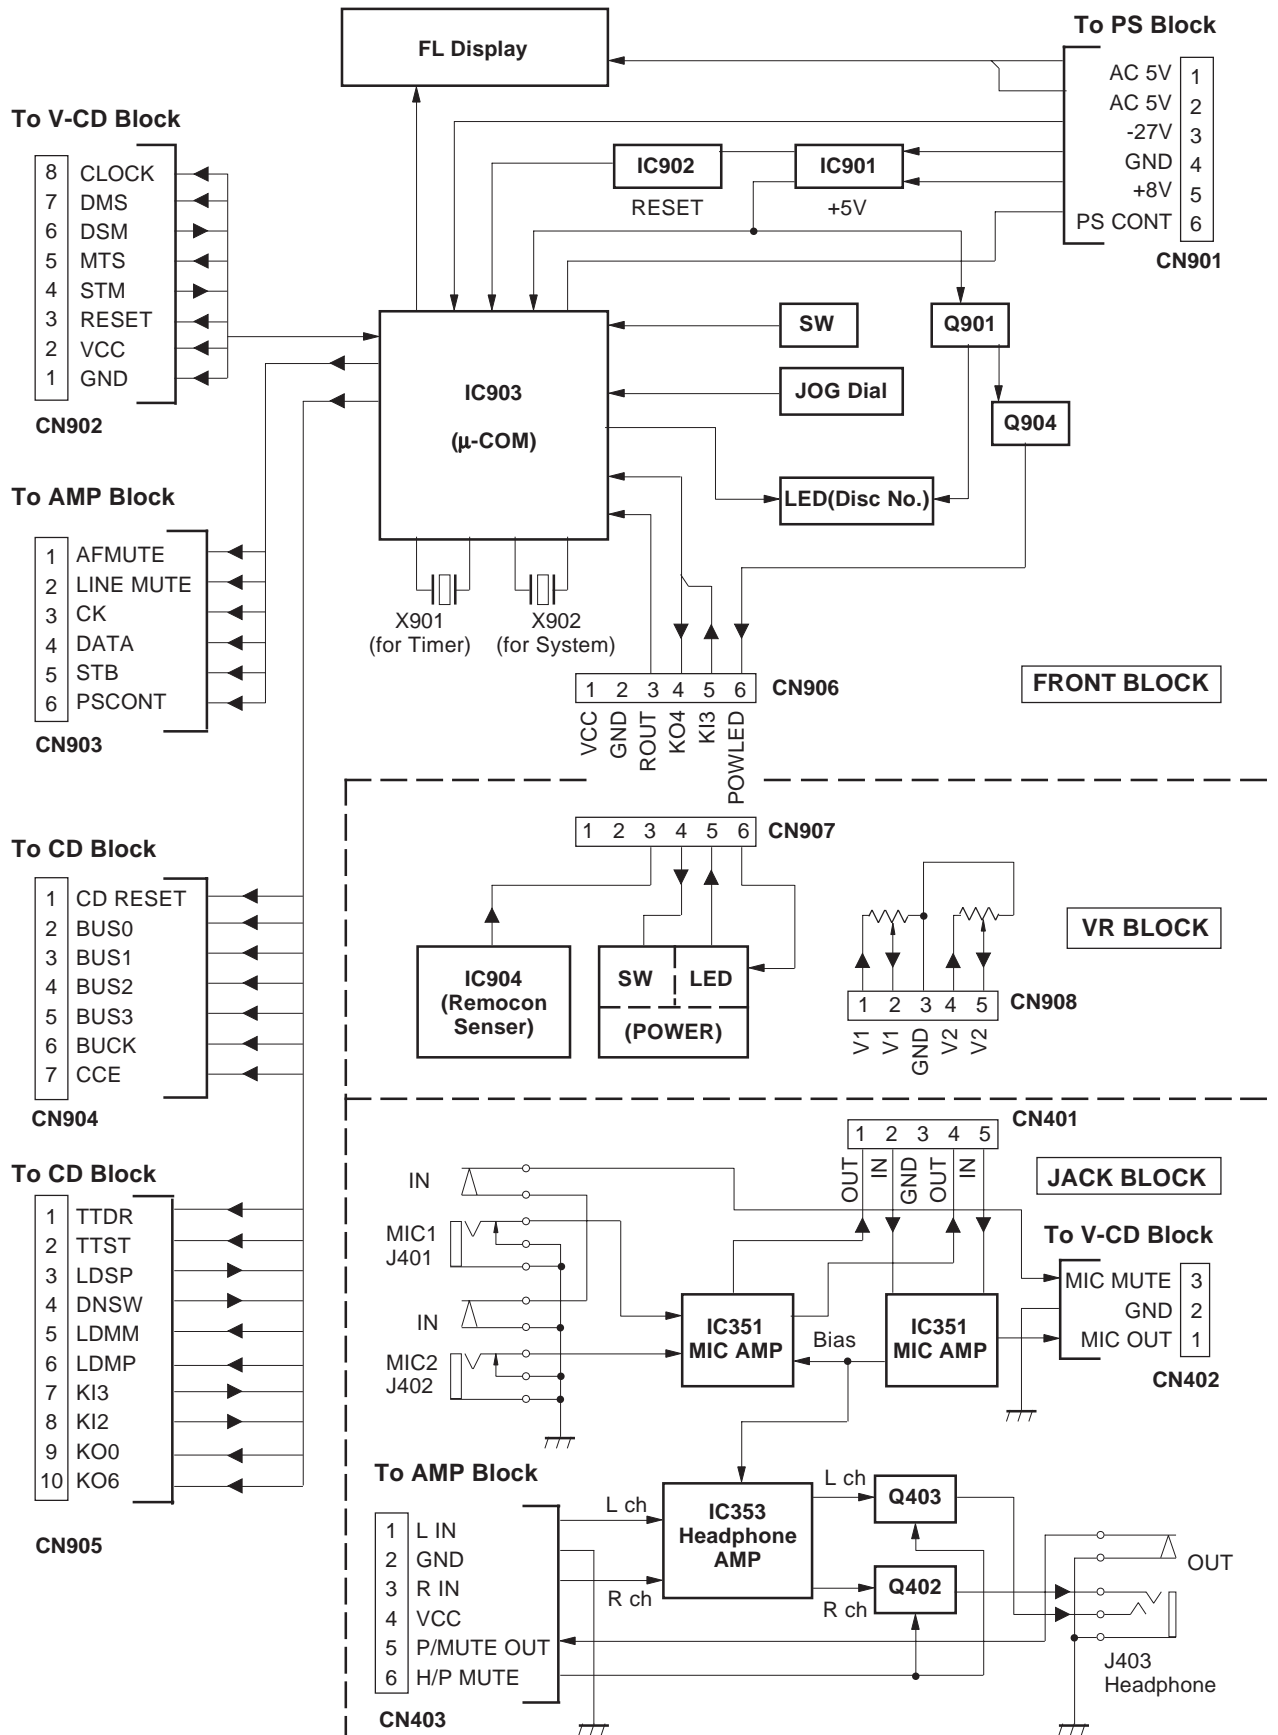 FL Display
To PS Block
AC 5V 1
AC 5V 2
-27V 3
GND 4
+8V 5
PS CONT 6
CN901
To V-CD Block
8 CLOCK
7 DMS
6 DSM
5 MTS
4 STM
3 RESET
2 VCC
1 GND
CN902
IC902
RESET
IC901
+5V
IC903
(μ-COM)
SW
JOG Dial
Q901
Q904
LED(Disc No.)
X901
(for Timer)
X902
(for System)
To AMP Block
1 AFMUTE
2 LINE MUTE
3 CK
4 DATA
5 STB
6 PSCONT
CN903
1 2 3 4 5 6
CN906
VCC
GND
ROUT
KO4
KI3
POWLED
FRONT BLOCK
1 2 3 4 5 6
CN907
To CD Block
1 CD RESET
2 BUS0
3 BUS1
4 BUS2
5 BUS3
6 BUCK
7 CCE
CN904
IC904
(Remocon
Senser)
SW
LED
(POWER)
VR BLOCK
1 2 3 4 5
CN908
V1
V1
GND
V2
V2
To CD Block
1 TTDR
2 TTST
3 LDSP
4 DNSW
5 LDMM
6 LDMP
7 KI3
8 KI2
9 KO0
10 KO6
CN905
CN401
1 2 3 4 5
OUT
IN
GND
OUT
IN
JACK BLOCK
IN
MIC1
J401
IN
MIC2
J402
IC351
MIC AMP
Bias
IC351
MIC AMP
To V-CD Block
MIC MUTE 3
GND 2
MIC OUT 1
CN402
To AMP Block
1 L IN
2 GND
3 R IN
4 VCC
5 P/MUTE OUT
6 H/P MUTE
CN403
L ch
R ch
IC353
Headphone
AMP
L ch
R ch
Q403
Q402
OUT
J403
Headphone